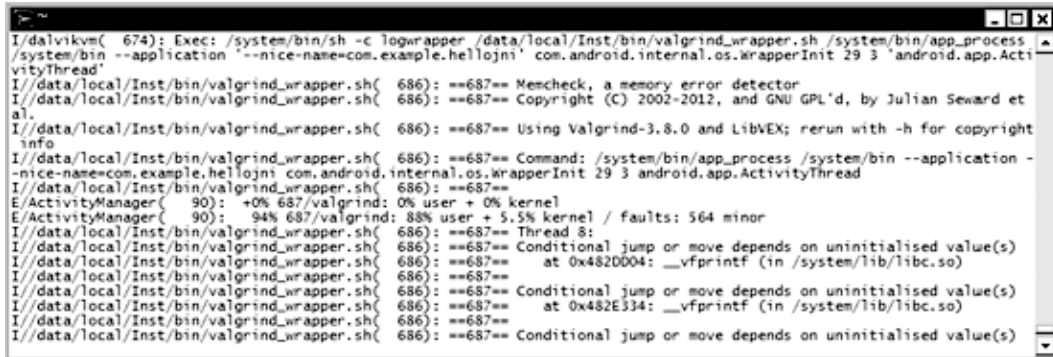 I/dalvikvm(  674): Exec: /system/bin/sh -c logwrapper /data/local/Inst/bin/valgrind_wrapper.sh /system/bin/app_process
/system/bin --application '--nice-name=com.example.hellojni' com.android.internal.os.WrapperInit 29 3 'android.app.Acti
vityThread'
I//data/local/Inst/bin/valgrind_wrapper.sh(  686): ==687== Memcheck, a memory error detector
I//data/local/Inst/bin/valgrind_wrapper.sh(  686): ==687== Copyright (C) 2002-2012, and GNU GPL'd, by Julian Seward et
al.
I//data/local/Inst/bin/valgrind_wrapper.sh(  686): ==687== Using Valgrind-3.8.0 and LibVEX; rerun with -h for copyright
 info
I//data/local/Inst/bin/valgrind_wrapper.sh(  686): ==687== Command: /system/bin/app_process /system/bin --application -
-nice-name=com.example.hellojni com.android.internal.os.WrapperInit 29 3 android.app.ActivityThread
I//data/local/Inst/bin/valgrind_wrapper.sh(  686): ==687==
E/ActivityManager(   90):  +0% 687/valgrind: 0% user + 0% kernel
E/ActivityManager(   90):   94% 687/valgrind: 88% user + 5.5% kernel / faults: 564 minor
I//data/local/Inst/bin/valgrind_wrapper.sh(  686): ==687== Thread 8:
I//data/local/Inst/bin/valgrind_wrapper.sh(  686): ==687== Conditional jump or move depends on uninitialised value(s)
I//data/local/Inst/bin/valgrind_wrapper.sh(  686): ==687==    at 0x482DD04: __vfprintf (in /system/lib/libc.so)
I//data/local/Inst/bin/valgrind_wrapper.sh(  686): ==687==
I//data/local/Inst/bin/valgrind_wrapper.sh(  686): ==687== Conditional jump or move depends on uninitialised value(s)
I//data/local/Inst/bin/valgrind_wrapper.sh(  686): ==687==    at 0x482E334: __vfprintf (in /system/lib/libc.so)
I//data/local/Inst/bin/valgrind_wrapper.sh(  686): ==687==
I//data/local/Inst/bin/valgrind_wrapper.sh(  686): ==687== Conditional jump or move depends on uninitialised value(s)